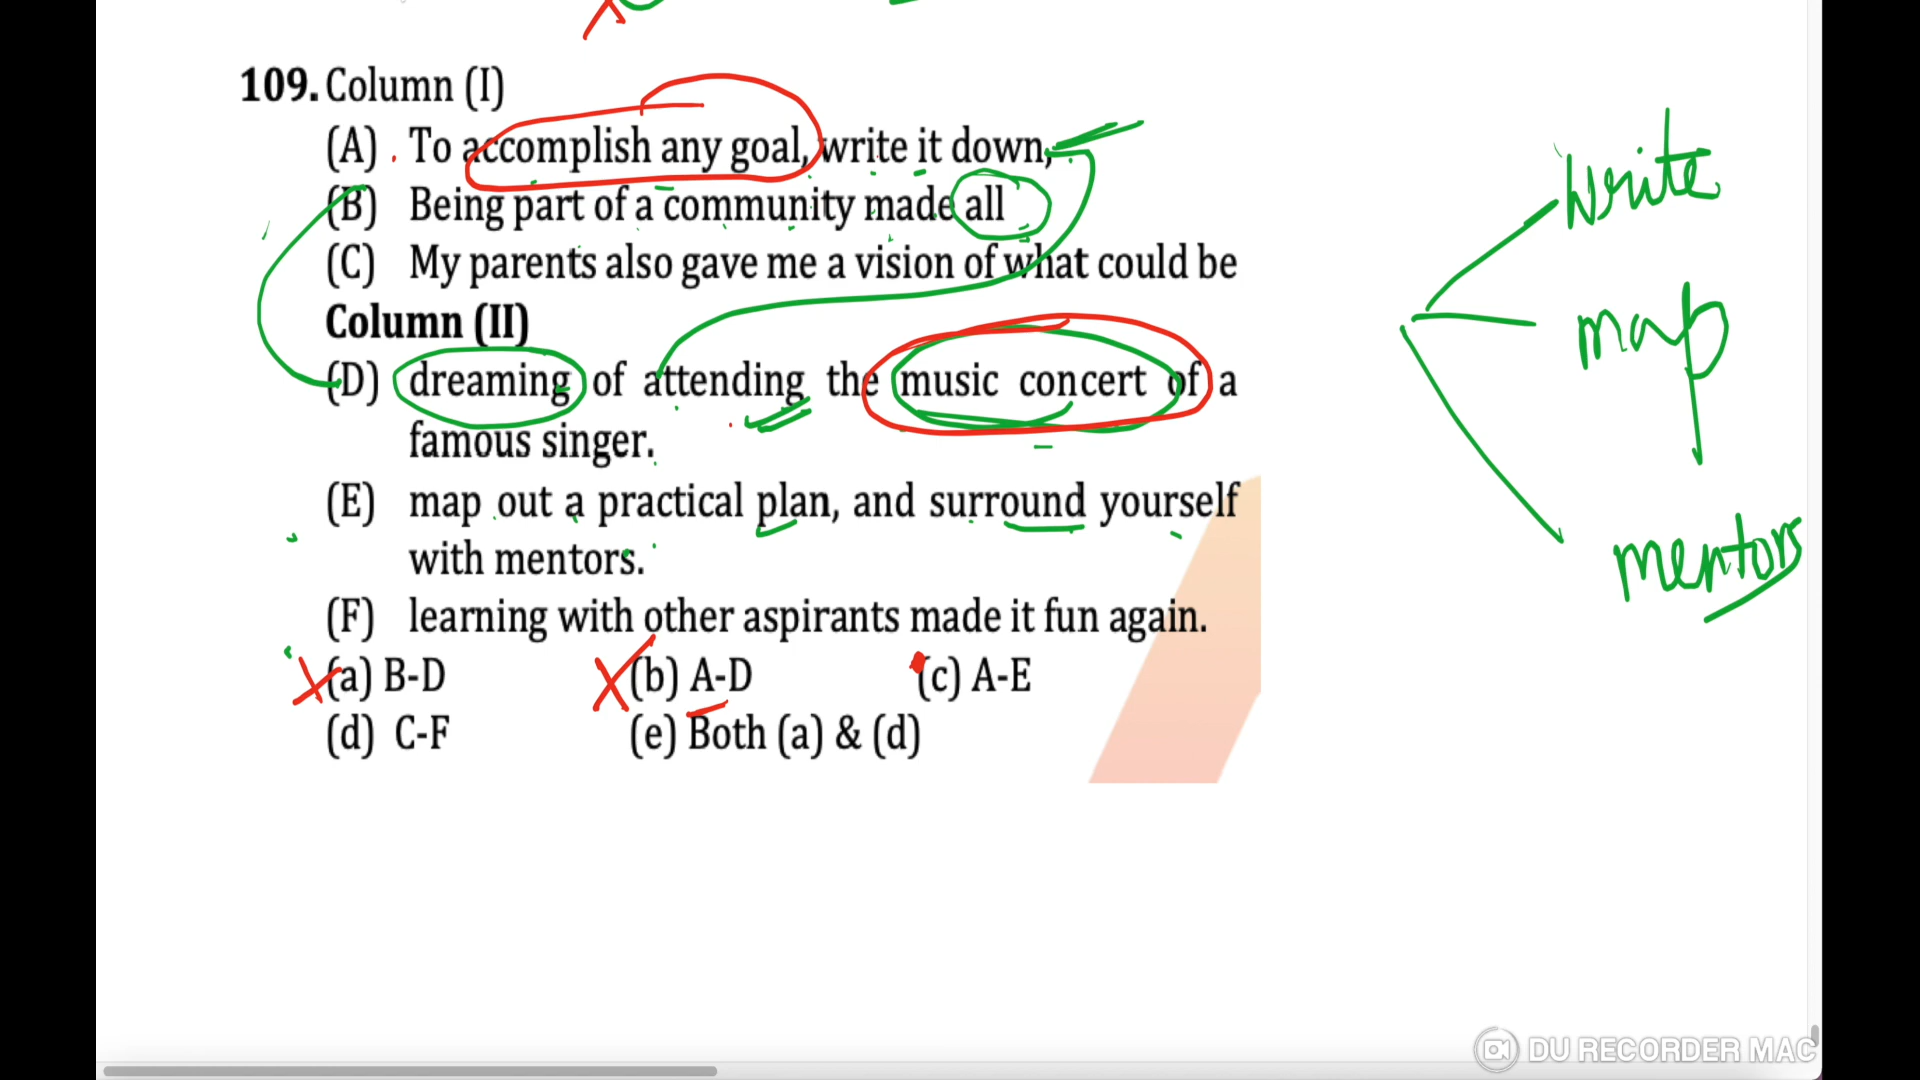 109. Column (I)
(A) . To accomplish any goal, write it down,
(B) Being part of a community made all
(C) My parents also gave me a vision of what could be
Column (II)
(D) dreaming of attending the music concert of a
famous singer.
(E) map out a practical plan, and surround yourself
with mentors.
(F) learning with other aspirants made it fun again.
(a) B-D (b) A-D (c) A-E
(d) C-F (e) Both (a) & (d)
write
map
mentors
DU RECORDER MAC